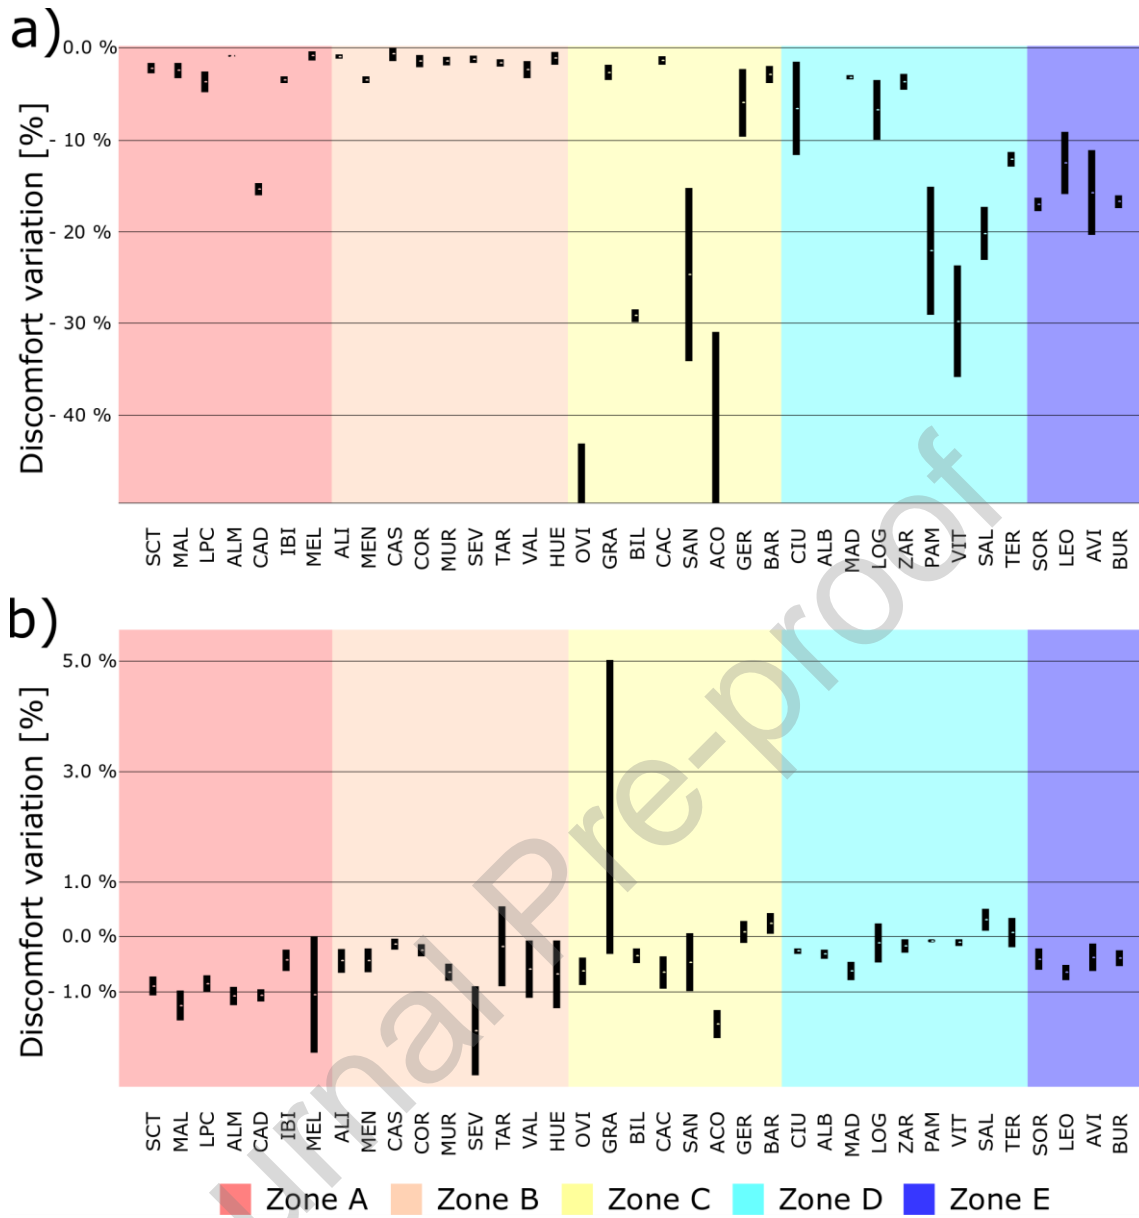 a)
Discomfort variation [%]
0.0 %
- 10 %
- 20 %
- 30 %
- 40 %
SCT MAL LPC ALM CAD IBI MEL ALI MEN CAS COR MUR SEV TAR VAL HUE OVI GRA BIL CAC SAN ACO GER BAR CIU ALB MAD LOG ZAR PAM VIT SAL TER SOR LEO AVI BUR
b)
Discomfort variation [%]
5.0 %
3.0 %
1.0 %
0.0 %
- 1.0 %
SCT MAL LPC ALM CAD IBI MEL ALI MEN CAS COR MUR SEV TAR VAL HUE OVI GRA BIL CAC SAN ACO GER BAR CIU ALB MAD LOG ZAR PAM VIT SAL TER SOR LEO AVI BUR
Zone A Zone B Zone C Zone D Zone E
urnal Pre-proof